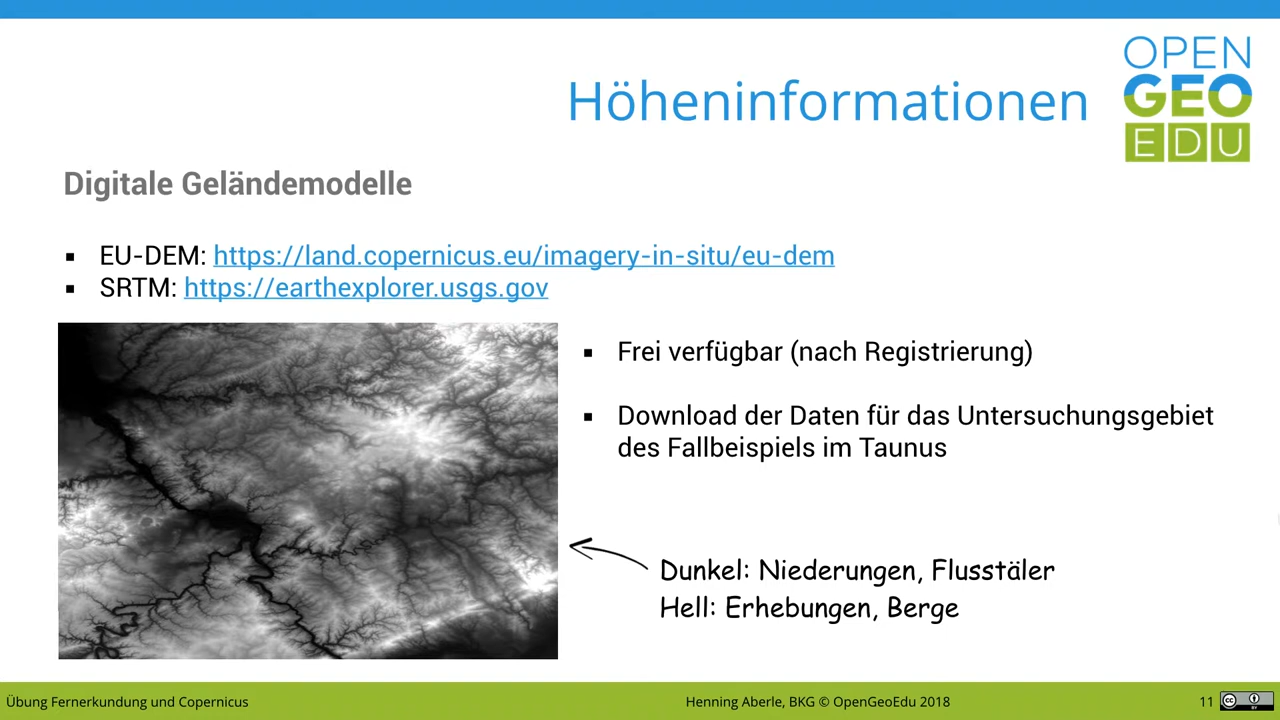 Höheninformationen
OPEN
GEO
EDU
Digitale Geländemodelle
▪ EU-DEM: https://land.copernicus.eu/imagery-in-situ/eu-dem
▪ SRTM: https://earthexplorer.usgs.gov
▪ Frei verfügbar (nach Registrierung)
▪ Download der Daten für das Untersuchungsgebiet
des Fallbeispiels im Taunus
Dunkel: Niederungen, Flusstäler
Hell: Erhebungen, Berge
Übung Fernerkundung und Copernicus
Henning Aberle, BKG © OpenGeoEdu 2018
11
cc
BY